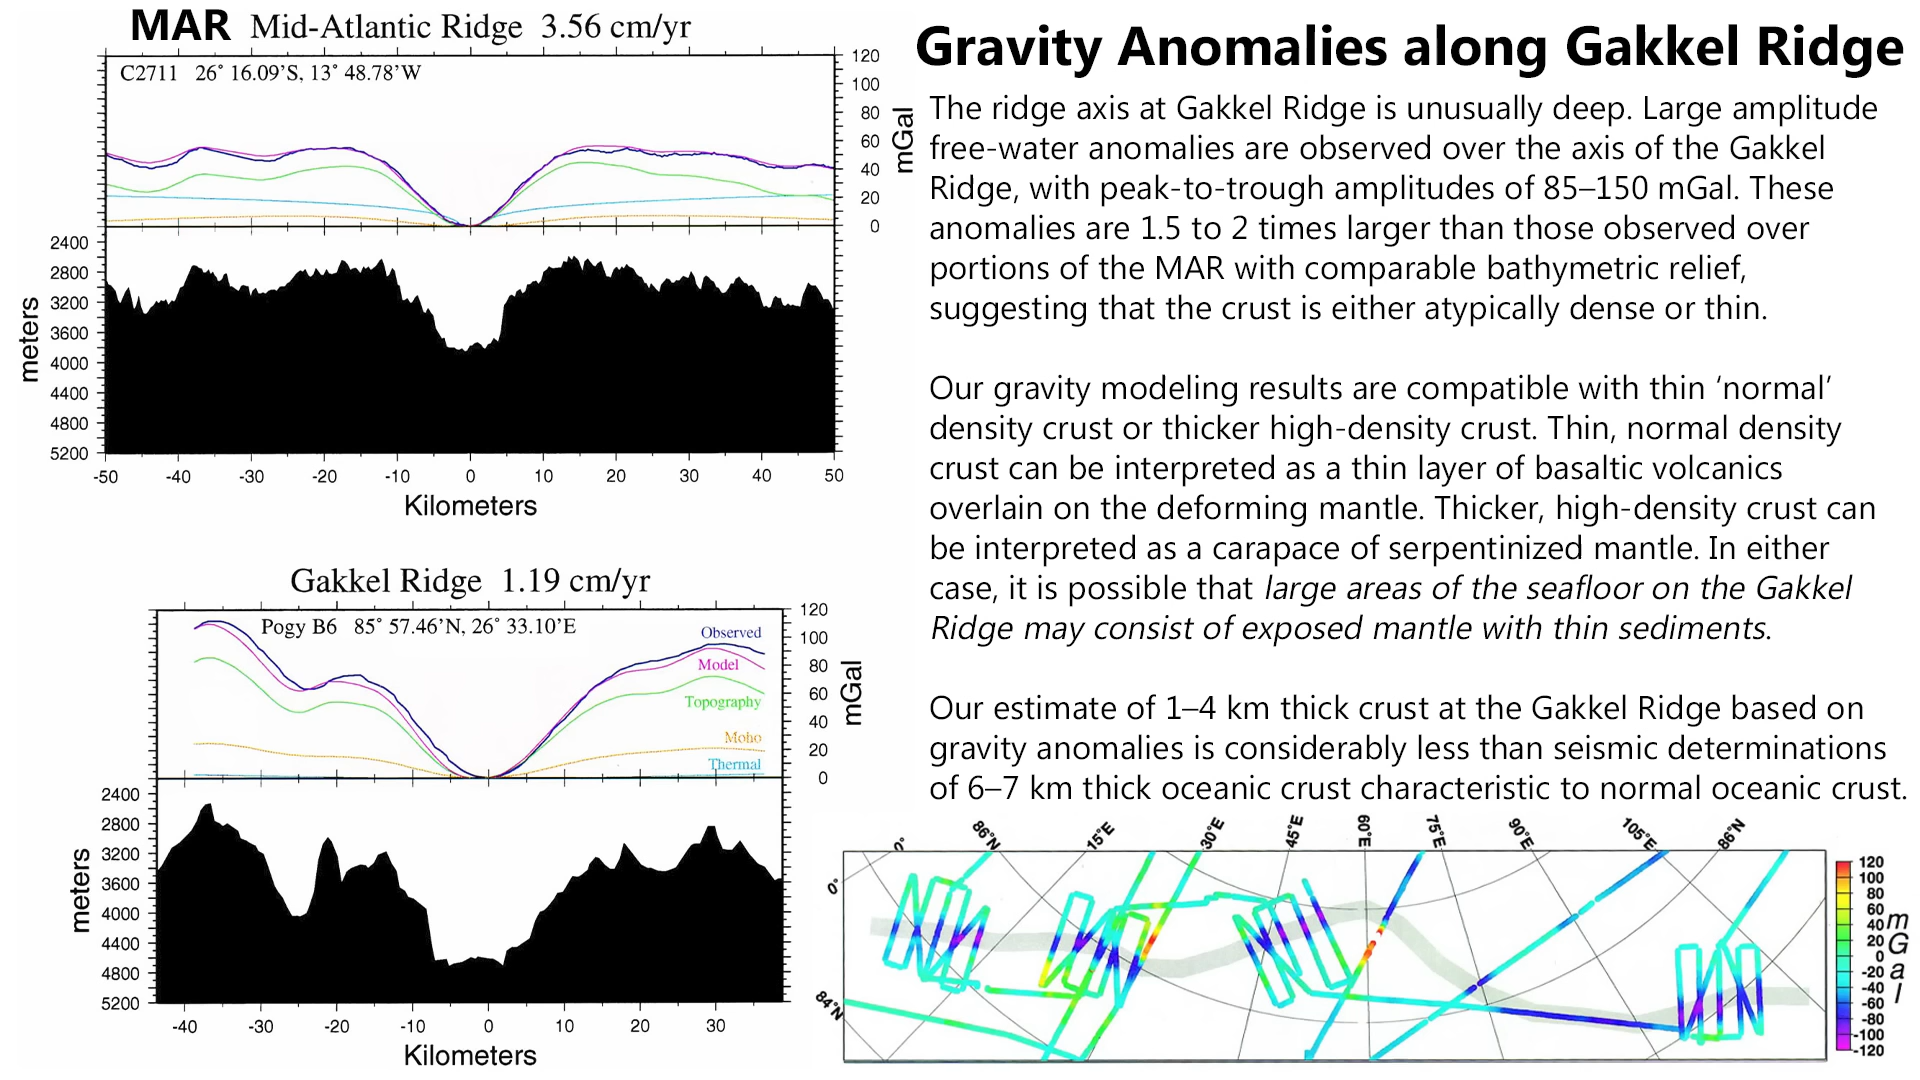 MAR Mid-Atlantic Ridge 3.56 cm/yr
C2711 26° 16.09'S, 13° 48.78'W
120
100
80
60
40
20
0
mGal
2400
2800
3200
3600
4000
4400
4800
5200
meters
-50 -40 -30 -20 -10 0 10 20 30 40 50
Kilometers
Gakkel Ridge 1.19 cm/yr
Pogy B6 85° 57.46'N, 26° 33.10'E
Observed
Model
Topography
Moho
Thermal
120
100
80
60
40
20
0
mGal
2400
2800
3200
3600
4000
4400
4800
5200
meters
-40 -30 -20 -10 0 10 20 30
Kilometers
Gravity Anomalies along Gakkel Ridge
The ridge axis at Gakkel Ridge is unusually deep. Large amplitude
free-water anomalies are observed over the axis of the Gakkel
Ridge, with peak-to-trough amplitudes of 85–150 mGal. These
anomalies are 1.5 to 2 times larger than those observed over
portions of the MAR with comparable bathymetric relief,
suggesting that the crust is either atypically dense or thin.
Our gravity modeling results are compatible with thin ‘normal’
density crust or thicker high-density crust. Thin, normal density
crust can be interpreted as a thin layer of basaltic volcanics
overlain on the deforming mantle. Thicker, high-density crust can
be interpreted as a carapace of serpentinized mantle. In either
case, it is possible that large areas of the seafloor on the Gakkel
Ridge may consist of exposed mantle with thin sediments.
Our estimate of 1–4 km thick crust at the Gakkel Ridge based on
gravity anomalies is considerably less than seismic determinations
of 6–7 km thick oceanic crust characteristic to normal oceanic crust.
0° 86°N 15°E 30°E 45°E 60°E 75°E 90°E 105°E 86°N
0°
84°N
120
100
80
60
40
20
0
-20
-40
-60
-80
-100
-120
mGal